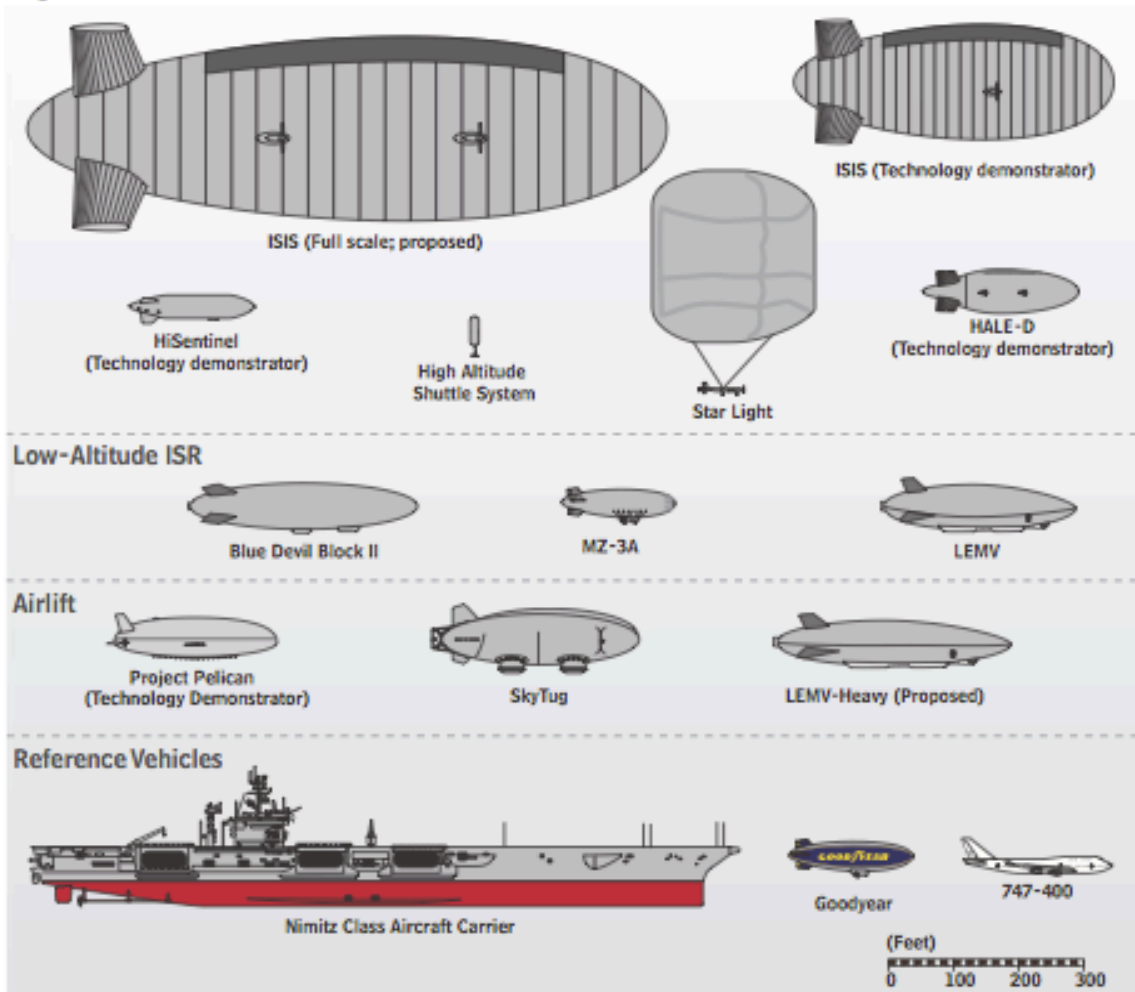 ISIS (Full scale; proposed)
ISIS (Technology demonstrator)
HiSentinel
(Technology demonstrator)
High Altitude
Shuttle System
Star Light
HALE-D
(Technology demonstrator)
Low-Altitude ISR
Blue Devil Block II
MZ-3A
LEMV
Airlift
Project Pelican
(Technology Demonstrator)
SkyTug
LEMV-Heavy (Proposed)
Reference Vehicles
Nimitz Class Aircraft Carrier
GOODYEAR
Goodyear
747-400
(Feet)
0 100 200 300